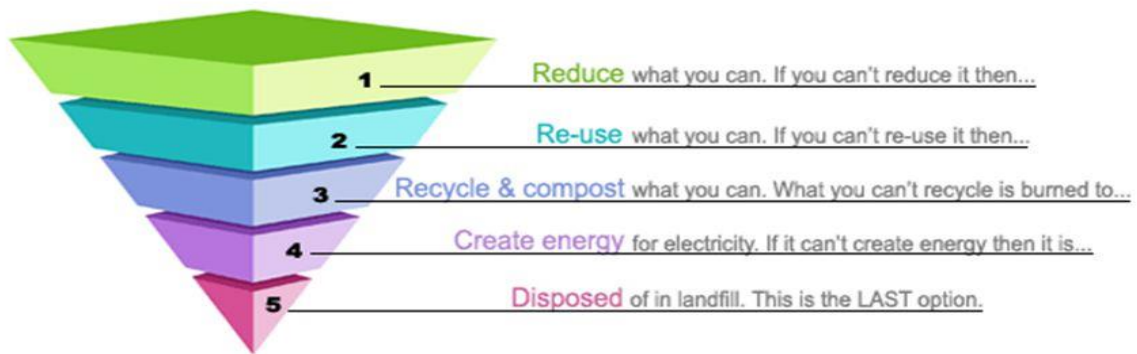 1 Reduce what you can. If you can't reduce it then...
2 Re-use what you can. If you can't re-use it then...
3 Recycle & compost what you can. What you can't recycle is burned to...
4 Create energy for electricity. If it can't create energy then it is...
5 Disposed of in landfill. This is the LAST option.